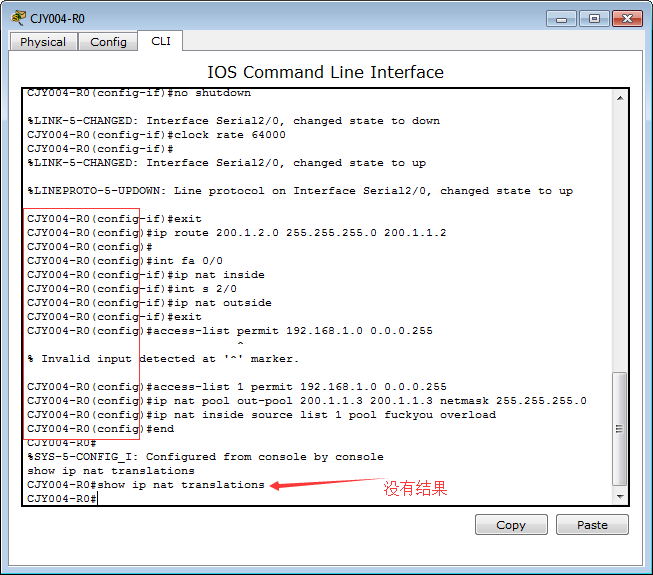 CJY004-R0
Physical
Config
CLI
IOS Command Line Interface
CJY004-R0(config-if)#no shutdown
%LINK-5-CHANGED: Interface Serial2/0, changed state to down
CJY004-R0(config-if)#clock rate 64000
CJY004-R0(config-if)#
%LINK-5-CHANGED: Interface Serial2/0, changed state to up
%LINEPROTO-5-UPDOWN: Line protocol on Interface Serial2/0, changed state to up
CJY004-R0(config-if)#exit
CJY004-R0(config)#ip route 200.1.2.0 255.255.255.0 200.1.1.2
CJY004-R0(config)#
CJY004-R0(config)#int fa 0/0
CJY004-R0(config-if)#ip nat inside
CJY004-R0(config-if)#int s 2/0
CJY004-R0(config-if)#ip nat outside
CJY004-R0(config-if)#exit
CJY004-R0(config)#access-list permit 192.168.1.0 0.0.0.255
^
% Invalid input detected at '^' marker.
CJY004-R0(config)#access-list 1 permit 192.168.1.0 0.0.0.255
CJY004-R0(config)#ip nat pool out-pool 200.1.1.3 200.1.1.3 netmask 255.255.255.0
CJY004-R0(config)#ip nat inside source list 1 pool fuckyou overload
CJY004-R0(config)#end
CJY004-R0#
%SYS-5-CONFIG_I: Configured from console by console
show ip nat translations
CJY004-R0#show ip nat translations
没有结果
CJY004-R0#
Copy
Paste